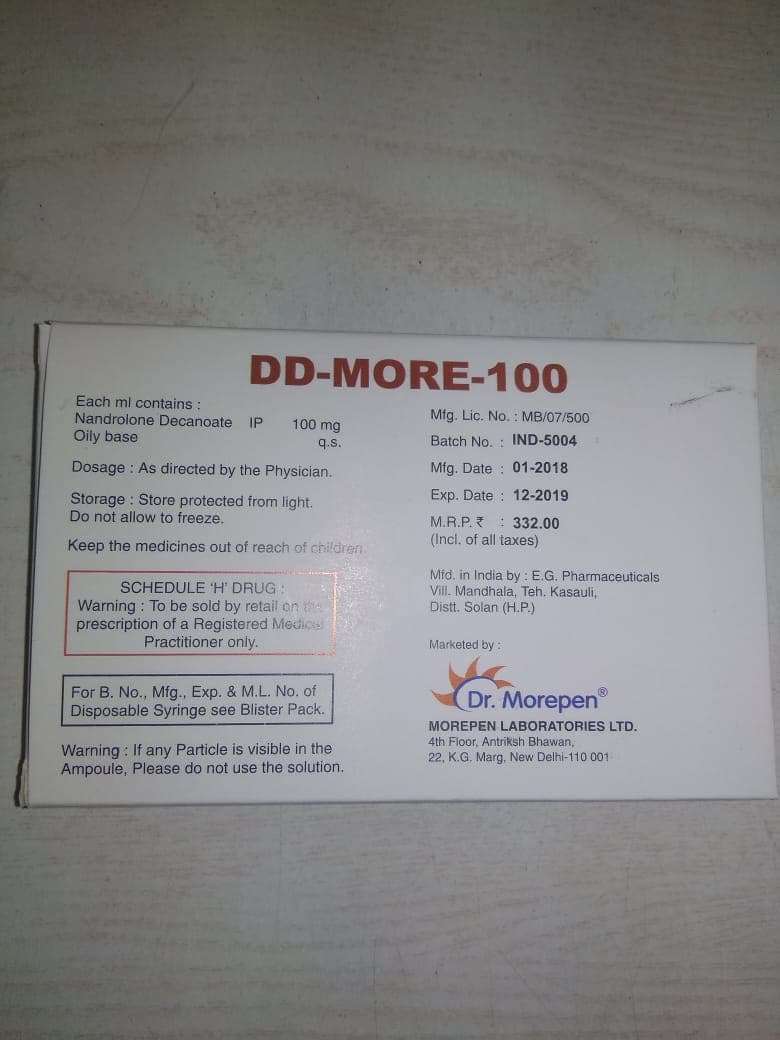 DD-MORE-100
Each ml contains :
Nandrolone Decanoate IP 100 mg
Oily base q.s.
Dosage : As directed by the Physician.
Storage : Store protected from light.
Do not allow to freeze.
Keep the medicines out of reach of children.
SCHEDULE 'H' DRUG :
Warning : To be sold by retail on the
prescription of a Registered Medical
Practitioner only.
For B. No., Mfg., Exp. & M.L. No. of
Disposable Syringe see Blister Pack.
Warning : If any Particle is visible in the
Ampoule, Please do not use the solution.
Mfg. Lic. No. : MB/07/500
Batch No. : IND-5004
Mfg. Date : 01-2018
Exp. Date : 12-2019
M.R.P. ₹ : 332.00
(Incl. of all taxes)
Mfd. in India by : E.G. Pharmaceuticals
Vill. Mandhala, Teh. Kasauli,
Distt. Solan (H.P.)
Marketed by :
Dr. Morepen®
MOREPEN LABORATORIES LTD.
4th Floor, Antriksh Bhawan,
22, K.G. Marg, New Delhi-110 001